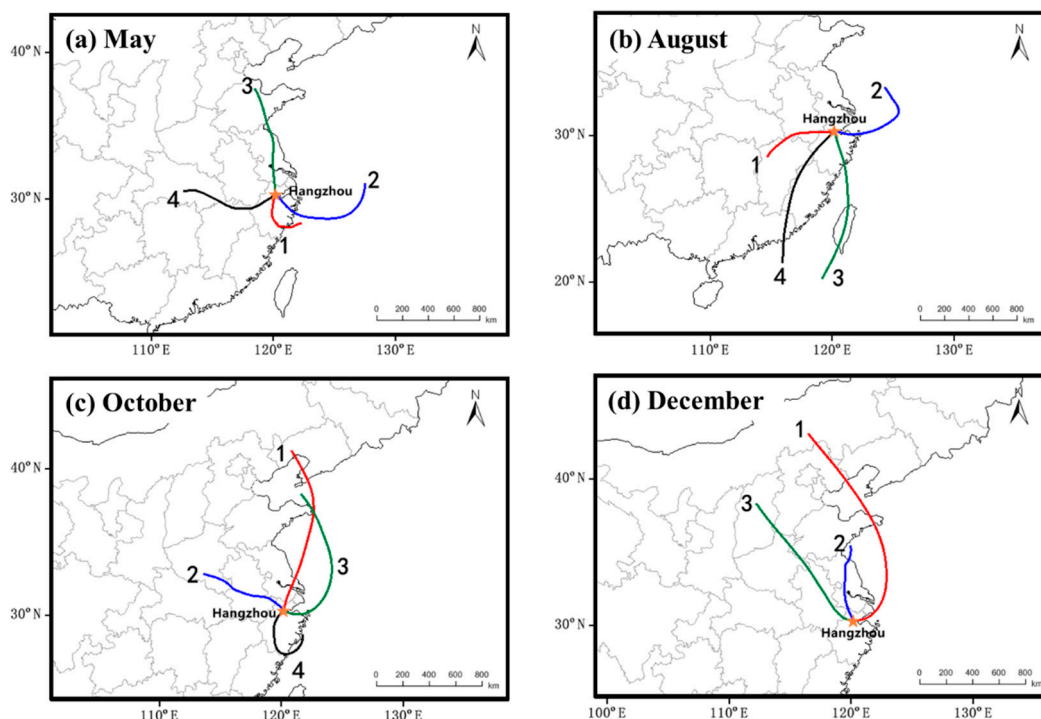 (a) May
N
40° N
3
Hangzhou
2
4
30° N
1
0 200 400 600 800
km
110° E 120° E 130° E
(b) August
N
2
Hangzhou
30° N
1
4
3
20° N
0 200 400 600 800
km
110° E 120° E 130° E
(c) October
N
1
40° N
3
2
Hangzhou
30° N
4
0 200 400 600 800
km
110° E 120° E 130° E
(d) December
N
1
40° N
3
2
30° N
Hangzhou
0 200 400 600 800
km
100° E 110° E 120° E 130° E